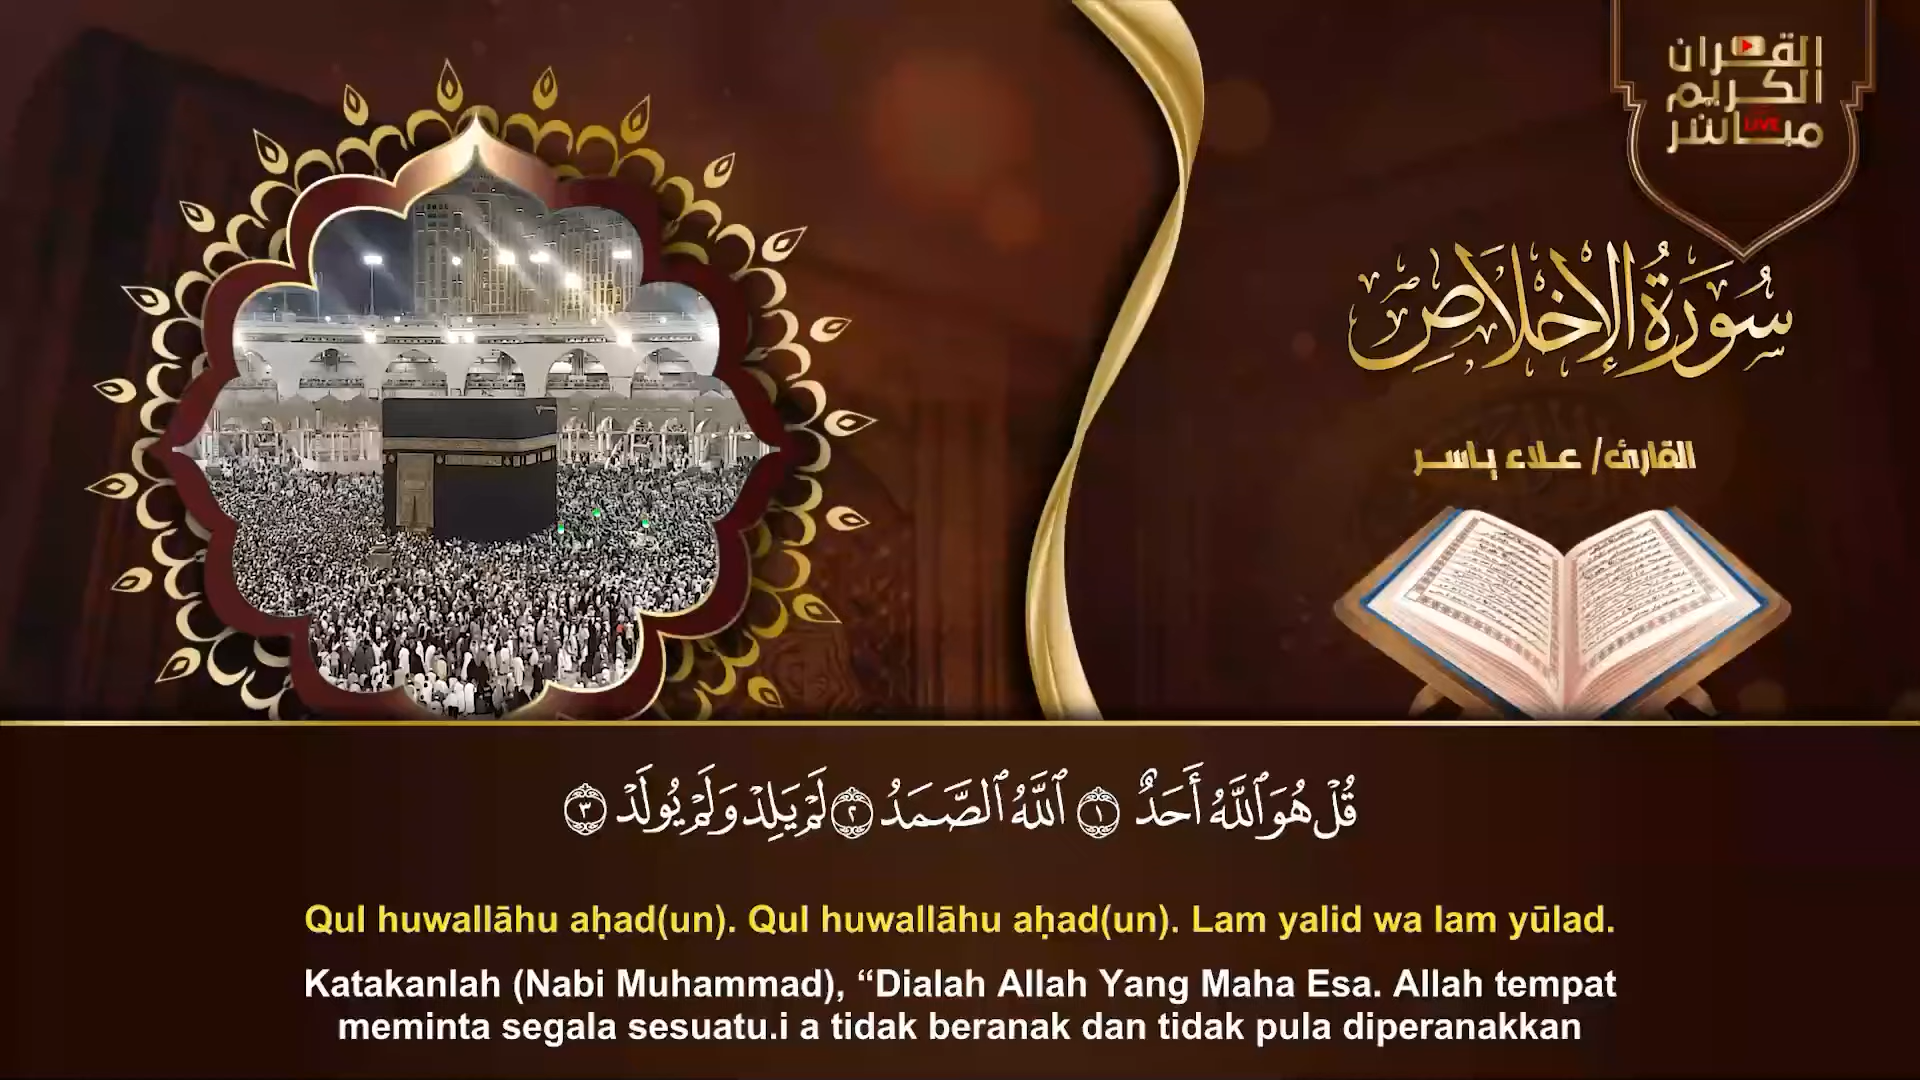 القرآن
الكريم
مباشر
LIVE
سُورَةُ الإِخْلَاصِ
القارئ/ علاء ياسر
قُلْ هُوَ ٱللَّهُ أَحَدٌ ١ ٱللَّهُ ٱلصَّمَدُ ٢ لَمْ يَلِدْ وَلَمْ يُولَدْ ٣
Qul huwallāhu aḥad(un). Qul huwallāhu aḥad(un). Lam yalid wa lam yūlad.
Katakanlah (Nabi Muhammad), “Dialah Allah Yang Maha Esa. Allah tempat
meminta segala sesuatu.i a tidak beranak dan tidak pula diperanakkan